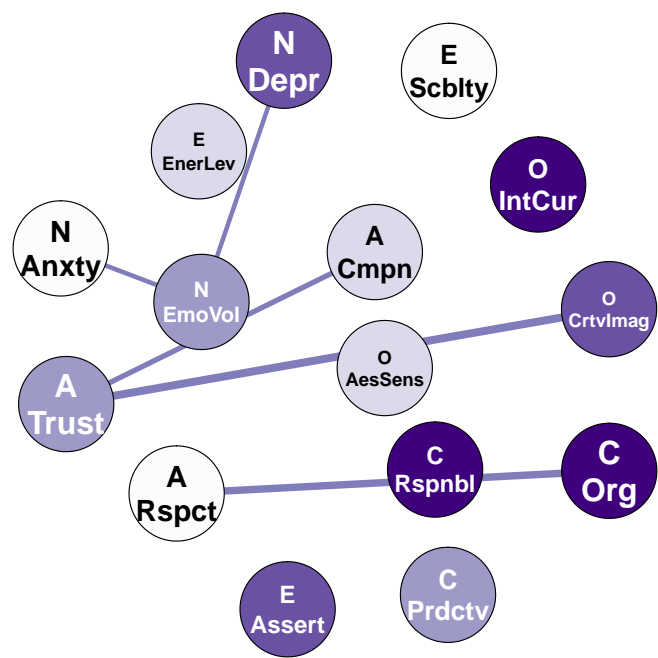 N
Depr
E
Scblty
E
EnerLev
O
IntCur
N
Anxty
A
Cmpn
N
EmoVol
O
CrtvImag
O
AesSens
A
Trust
C
Rspnbl
C
Org
A
Rspct
E
Assert
C
Prdctv